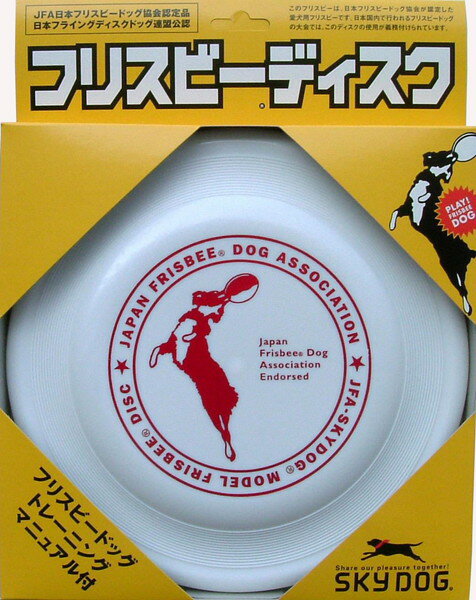 JFA日本フリスビードッグ協会認定品
日本フライングディスクドッグ連盟公認
このフリスビーは、日本フリスビードッグ協会が認定した
愛犬用フリスビーです。日本国内で行われるフリスビードッグ
の大会では、このディスクの使用が義務付けられています。
フリスビー®ディスク
PLAY!
FRISBEE
DOG
★ JAPAN FRISBEE® DOG ASSOCIATION ★
JFA-SKYDOG® MODEL FRISBEE® DISC
Japan
Frisbee® Dog
Association
Endorsed
フリスビードッグ
トレーニング
マニュアル付
Share our pleasure together!
SKYDOG®